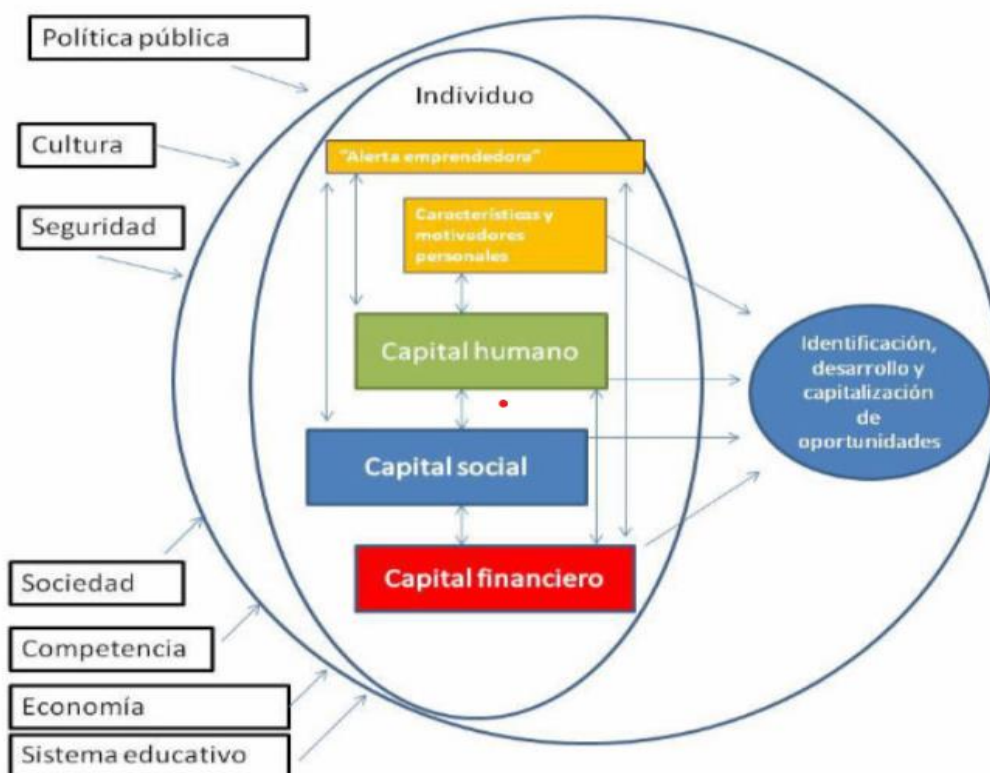 Política pública
Individuo
"Alerta emprendedora"
Cultura
Características y
motivadores
personales
Seguridad
Capital humano
Identificación,
desarrollo y
capitalización
de
oportunidades
Capital social
Capital financiero
Sociedad
Competencia
Economía
Sistema educativo